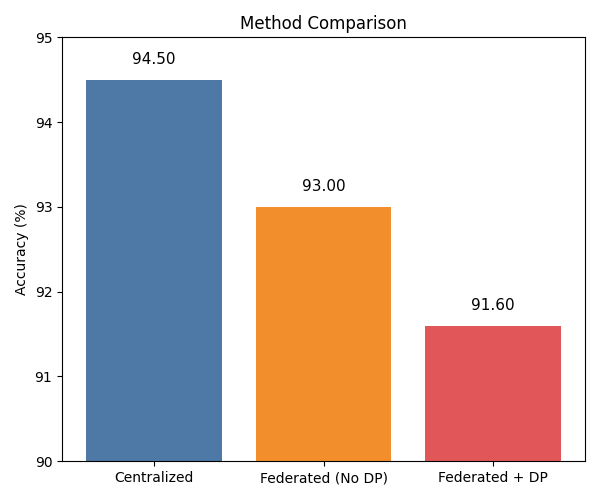 Method Comparison
Accuracy (%)
95
94
93
92
91
90
94.50
93.00
91.60
Centralized
Federated (No DP)
Federated + DP